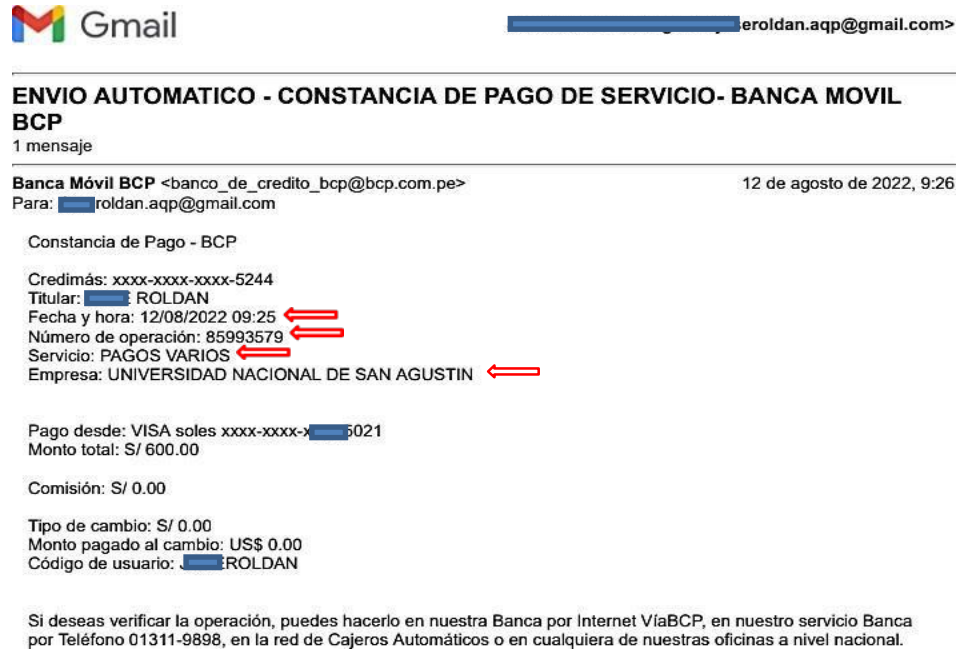 Gmail
eroldan.aqp@gmail.com>
ENVIO AUTOMATICO - CONSTANCIA DE PAGO DE SERVICIO- BANCA MOVIL
BCP
1 mensaje
Banca Móvil BCP <banco_de_credito_bcp@bcp.com.pe> 12 de agosto de 2022, 9:26
Para: roldan.aqp@gmail.com
Constancia de Pago - BCP
Credimás: xxxx-xxxx-xxxx-5244
Titular: ROLDAN
Fecha y hora: 12/08/2022 09:25
Número de operación: 85993579
Servicio: PAGOS VARIOS
Empresa: UNIVERSIDAD NACIONAL DE SAN AGUSTIN
Pago desde: VISA soles xxxx-xxxx-x 5021
Monto total: S/ 600.00
Comisión: S/ 0.00
Tipo de cambio: S/ 0.00
Monto pagado al cambio: US$ 0.00
Código de usuario: EROLDAN
Si deseas verificar la operación, puedes hacerlo en nuestra Banca por Internet VíaBCP, en nuestro servicio Banca
por Teléfono 01311-9898, en la red de Cajeros Automáticos o en cualquiera de nuestras oficinas a nivel nacional.